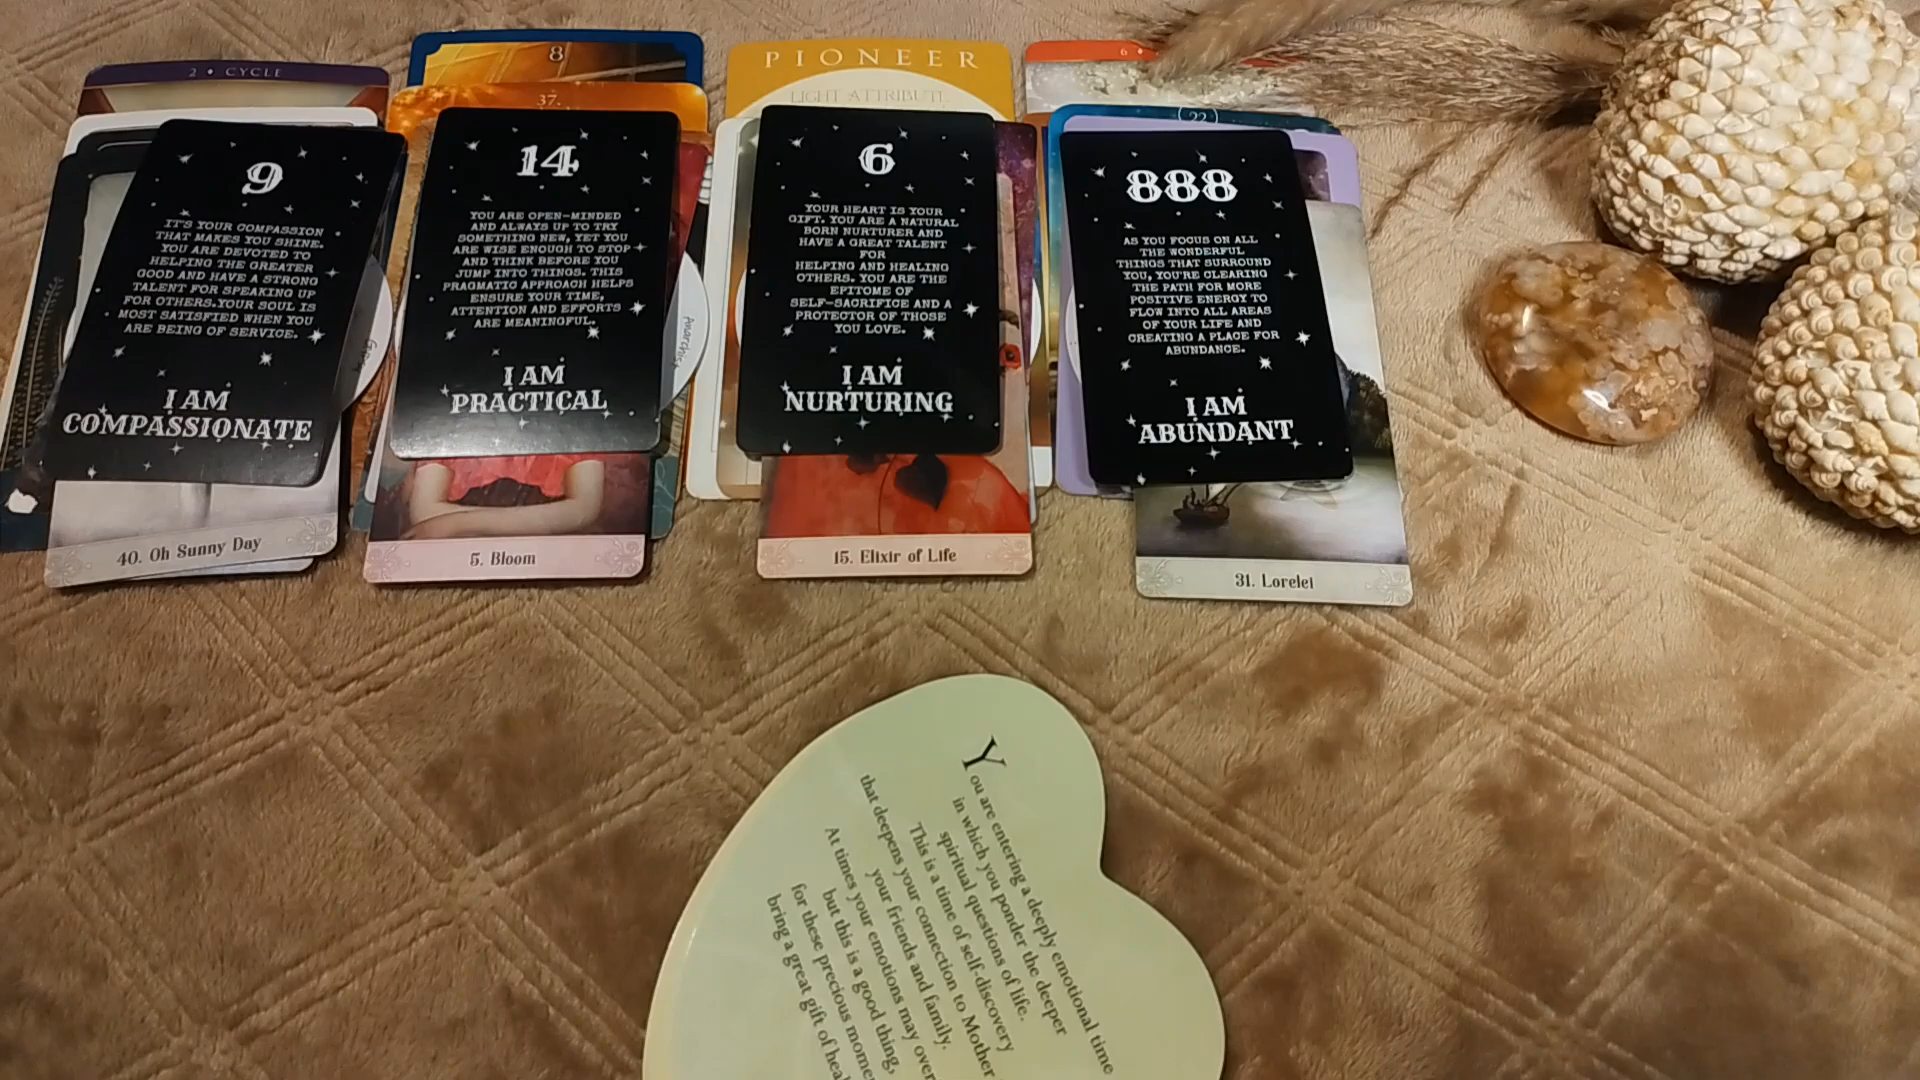 2 • CYCLE
8
37.
PIONEER
LIGHT ATTRIBUTE
6 •
22
9
IT'S YOUR COMPASSION
THAT MAKES YOU SHINE.
YOU ARE DEVOTED TO
HELPING THE GREATER
GOOD AND HAVE A STRONG
TALENT FOR SPEAKING UP
FOR OTHERS.YOUR SOUL IS
MOST SATISFIED WHEN YOU
ARE BEING OF SERVICE.
I AM
COMPASSIONATE
40. Oh Sunny Day
14
YOU ARE OPEN-MINDED
AND ALWAYS UP TO TRY
SOMETHING NEW, YET YOU
ARE WISE ENOUGH TO STOP
AND THINK BEFORE YOU
JUMP INTO THINGS. THIS
PRAGMATIC APPROACH HELPS
ENSURE YOUR TIME,
ATTENTION AND EFFORTS
ARE MEANINGFUL.
I AM
PRACTICAL
Anarchist
5. Bloom
6
YOUR HEART IS YOUR
GIFT. YOU ARE A NATURAL
BORN NURTURER AND
HAVE A GREAT TALENT
FOR
HELPING AND HEALING
OTHERS. YOU ARE THE
EPITOME OF
SELF-SACRIFICE AND A
PROTECTOR OF THOSE
YOU LOVE.
I AM
NURTURING
15. Elixir of Life
888
AS YOU FOCUS ON ALL
THE WONDERFUL
THINGS THAT SURROUND
YOU, YOU'RE CLEARING
THE PATH FOR MORE
POSITIVE ENERGY TO
FLOW INTO ALL AREAS
OF YOUR LIFE AND
CREATING A PLACE FOR
ABUNDANCE.
I AM
ABUNDANT
31. Lorelei
You are entering a deeply emotional time
in which you ponder the deeper
spiritual questions of life.
This is a time of self-discovery
that deepens your connection to Mother
your friends and family.
At times your emotions may over
but this is a good thing,
for these precious mome
bring a great gift of heal